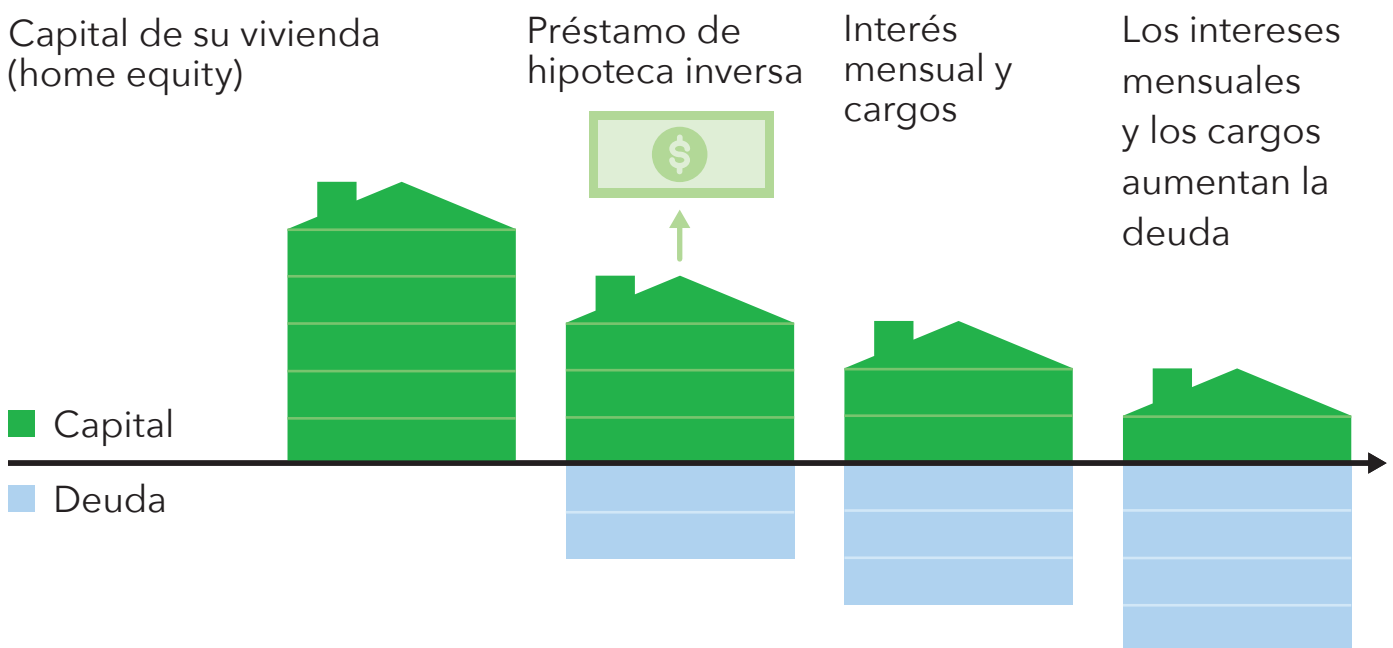 Capital de su vivienda
(home equity)
Préstamo de
hipoteca inversa
Interés
mensual y
cargos
Los intereses
mensuales
y los cargos
aumentan la
deuda
$
Capital
Deuda